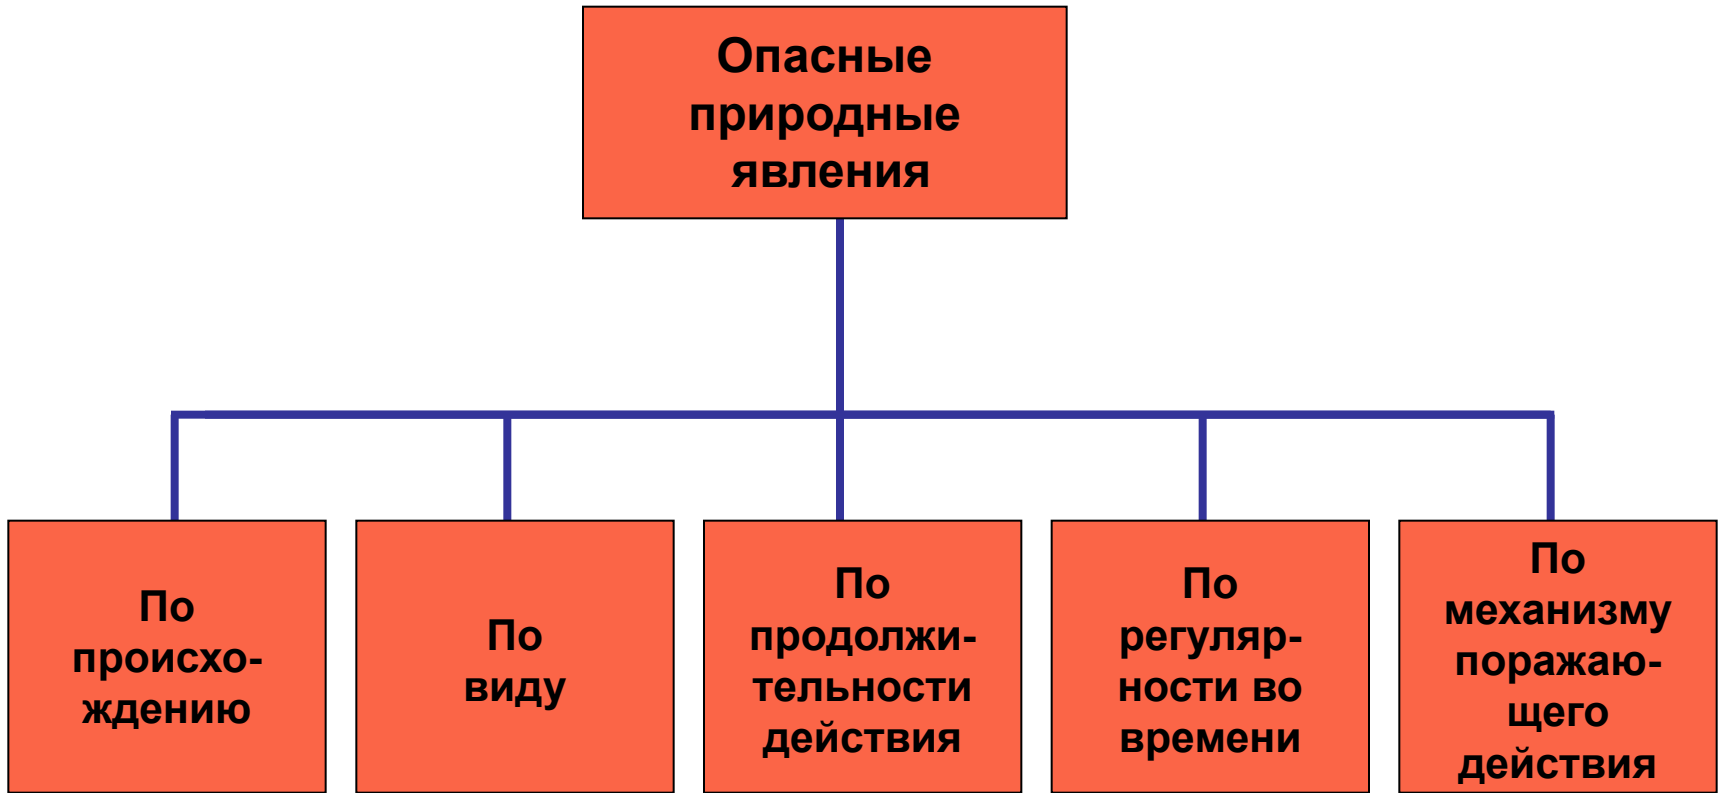 Опасные
природные
явления
По
происхо-
ждению
По
виду
По
продолжи-
тельности
действия
По
регуляр-
ности во
времени
По
механизму
поражаю-
щего
действия